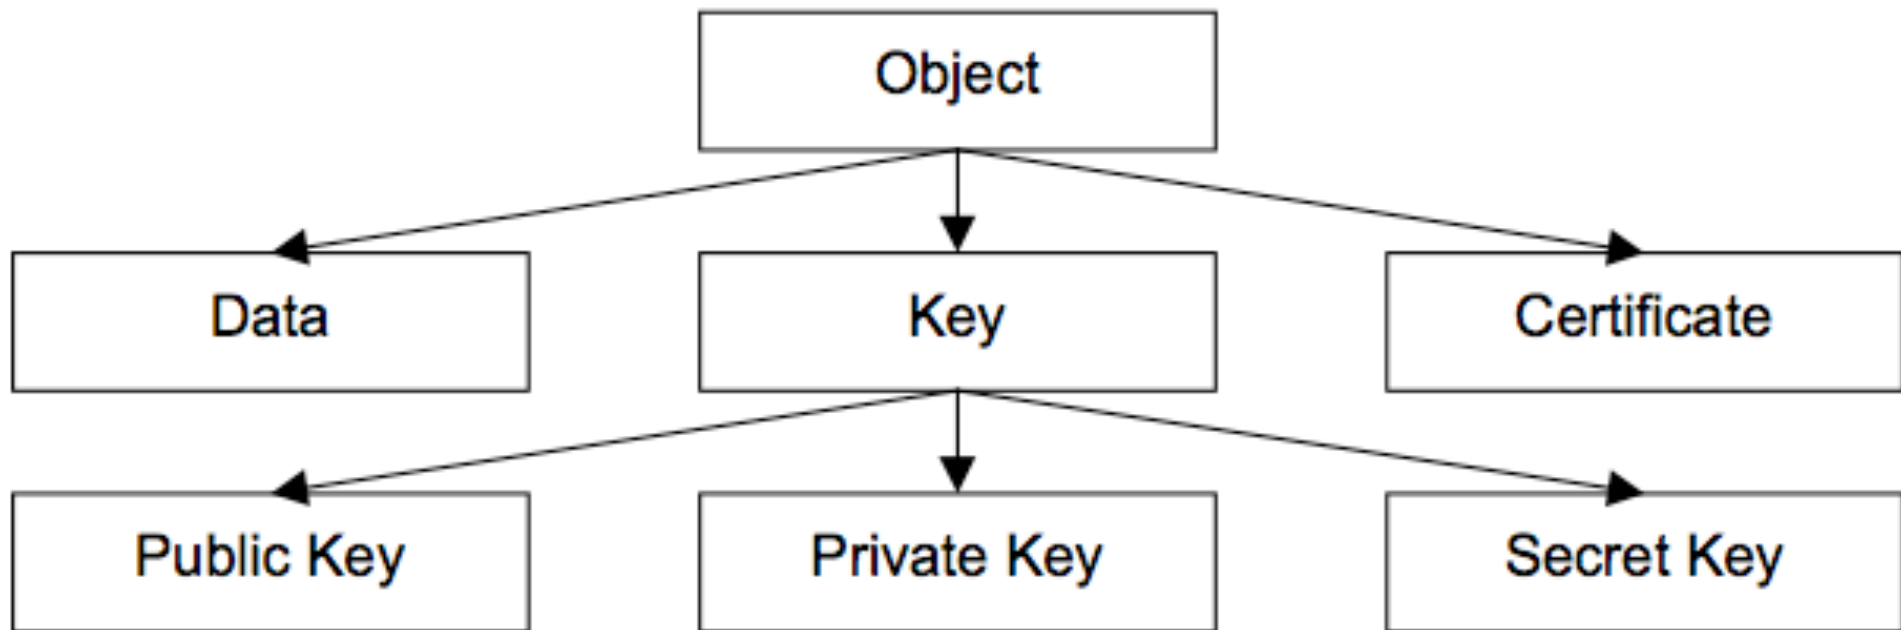 Object
Data
Key
Certificate
Public Key
Private Key
Secret Key